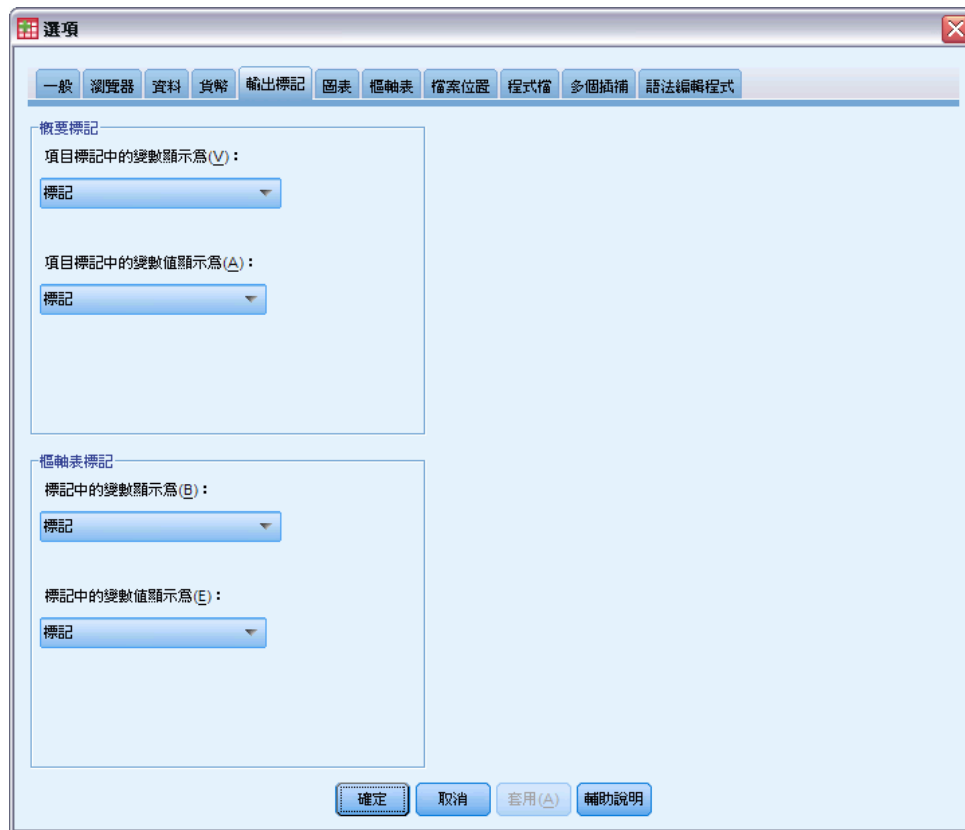 選項
一般 瀏覽器 資料 貨幣 輸出標記 圖表 樞軸表 檔案位置 程式檔 多個插補 語法編輯程式
概要標記
項目標記中的變數顯示為(V)：
標記
項目標記中的變數值顯示為(A)：
標記
樞軸表標記
標記中的變數顯示為(B)：
標記
標記中的變數值顯示為(E)：
標記
確定 取消 套用(A) 輔助說明